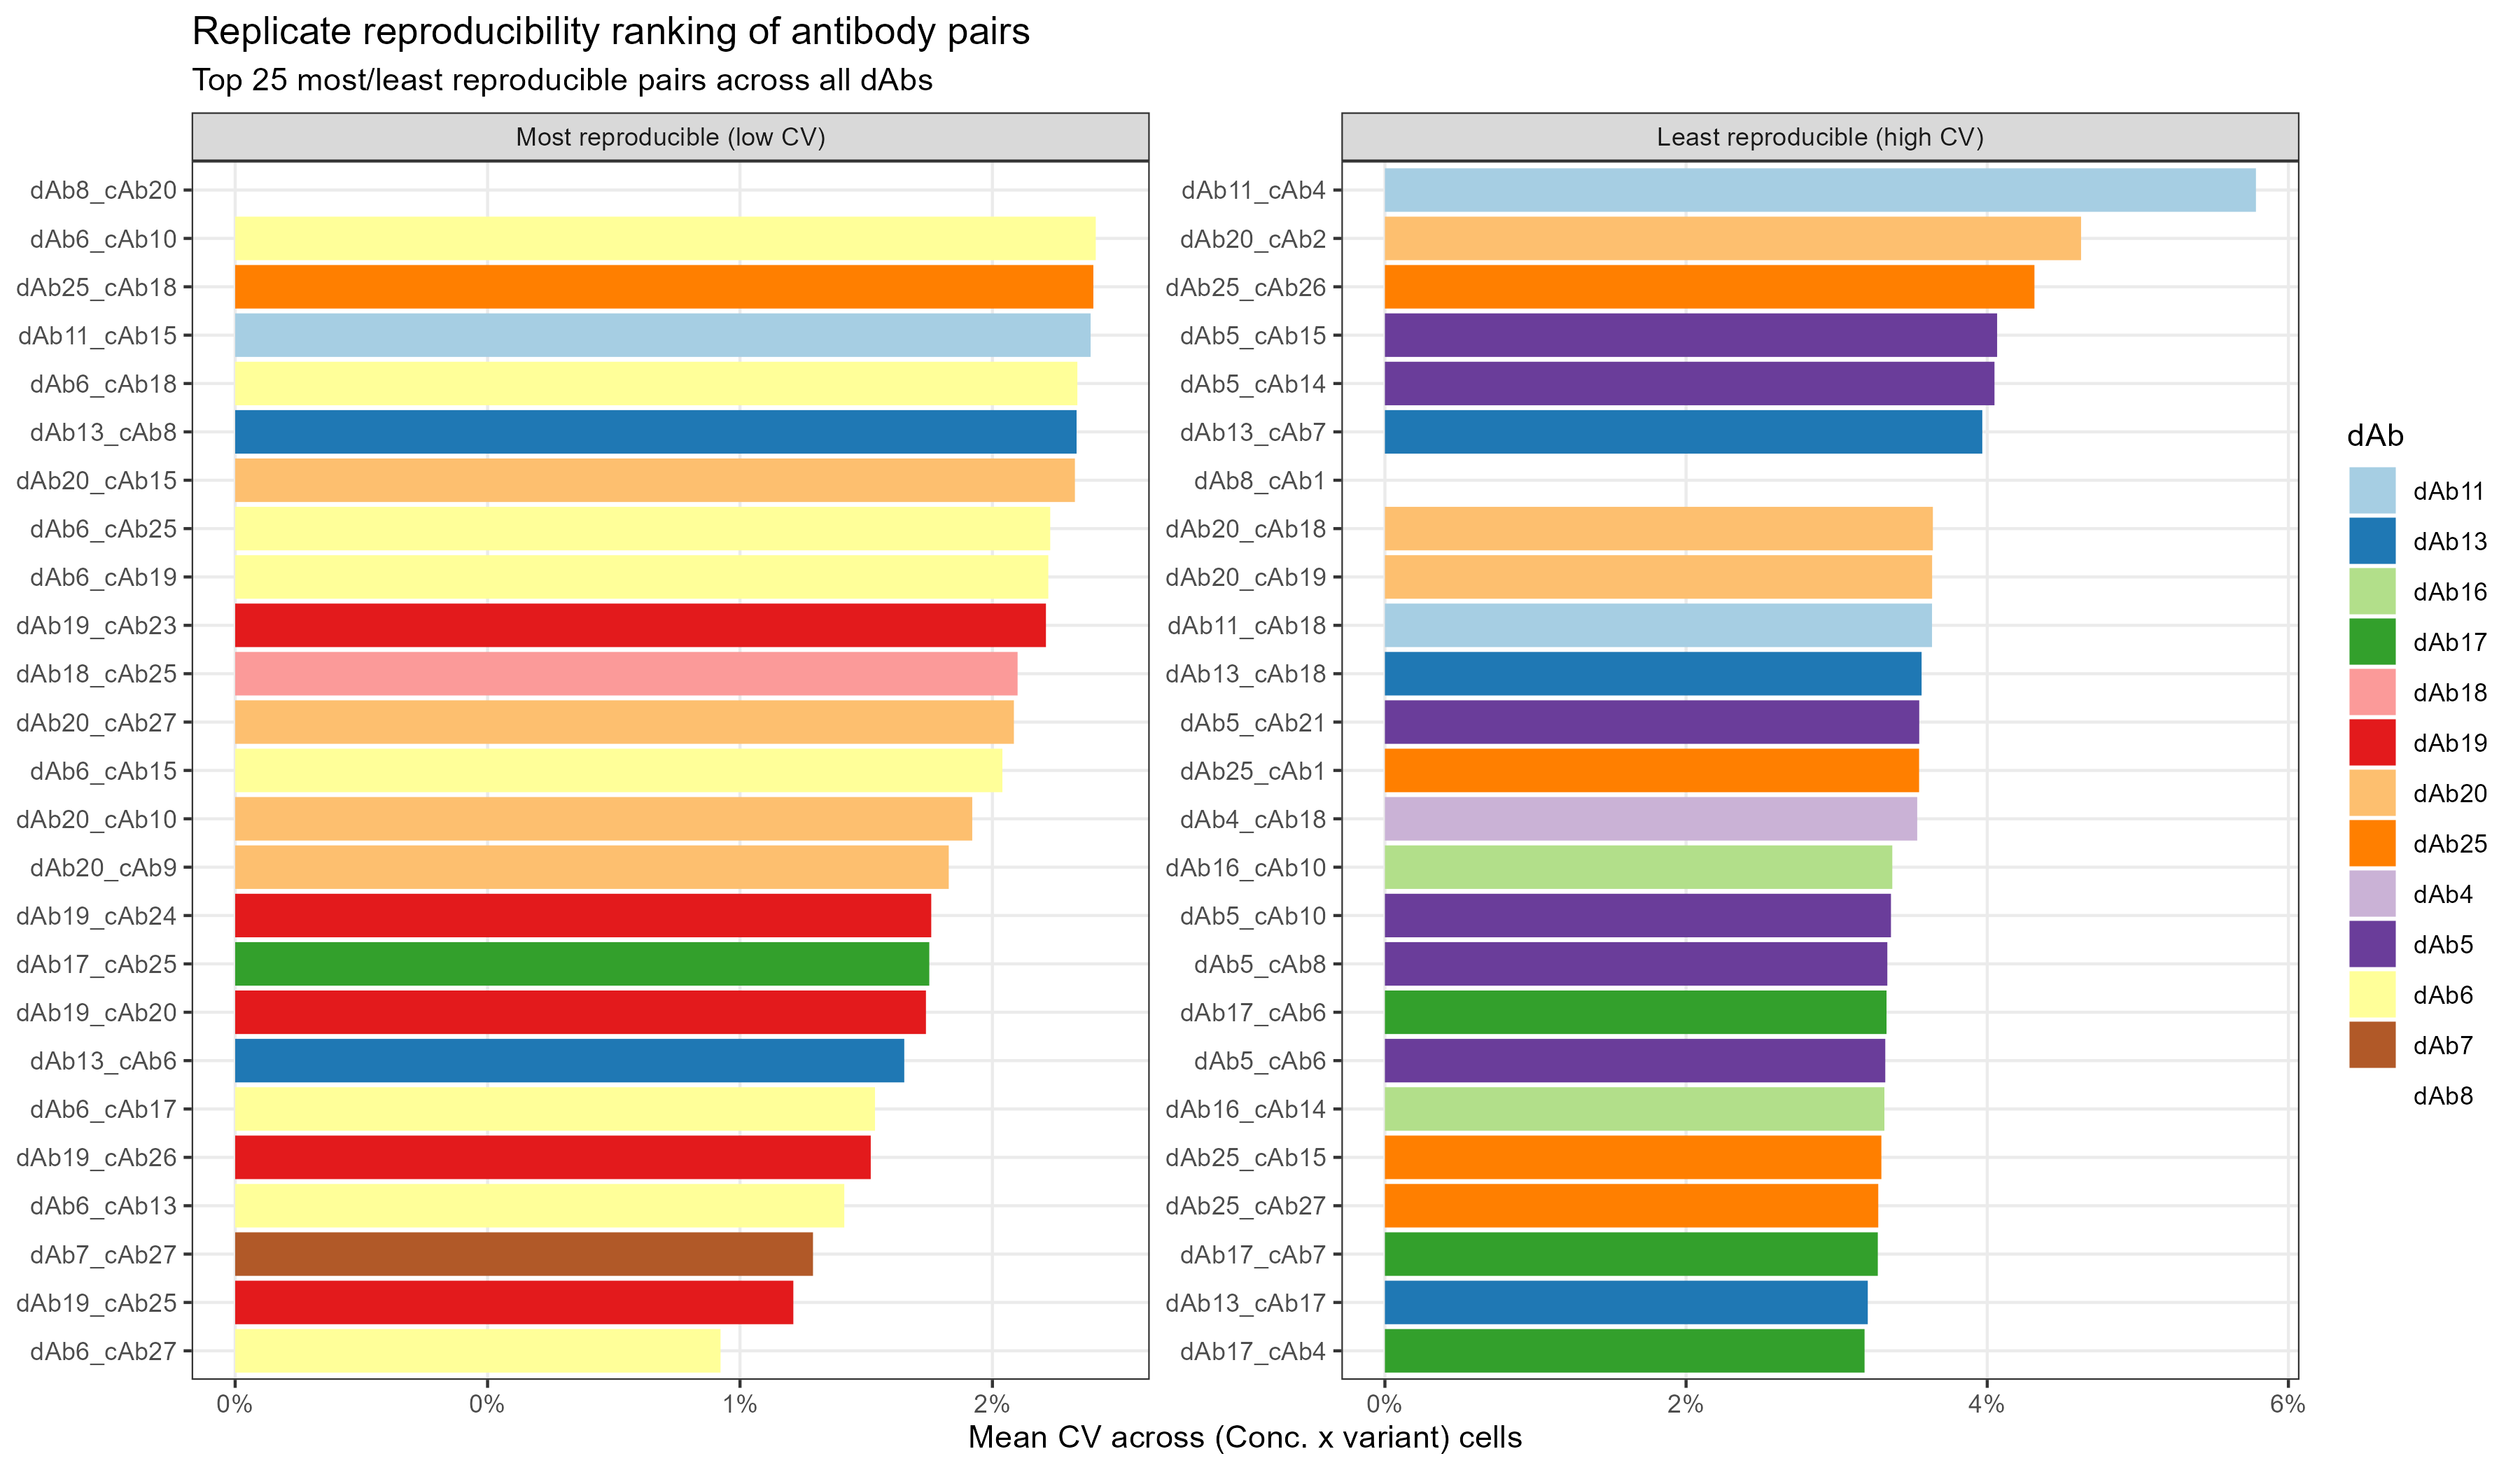 Replicate reproducibility ranking of antibody pairs
Top 25 most/least reproducible pairs across all dAbs
Most reproducible (low CV)
dAb8_cAb20
dAb6_cAb10
dAb25_cAb18
dAb11_cAb15
dAb6_cAb18
dAb13_cAb8
dAb20_cAb15
dAb6_cAb25
dAb6_cAb19
dAb19_cAb23
dAb18_cAb25
dAb20_cAb27
dAb6_cAb15
dAb20_cAb10
dAb20_cAb9
dAb19_cAb24
dAb17_cAb25
dAb19_cAb20
dAb13_cAb6
dAb6_cAb17
dAb19_cAb26
dAb6_cAb13
dAb7_cAb27
dAb19_cAb25
dAb6_cAb27
0% 0% 1% 2%
Least reproducible (high CV)
dAb11_cAb4
dAb20_cAb2
dAb25_cAb26
dAb5_cAb15
dAb5_cAb14
dAb13_cAb7
dAb8_cAb1
dAb20_cAb18
dAb20_cAb19
dAb11_cAb18
dAb13_cAb18
dAb5_cAb21
dAb25_cAb1
dAb4_cAb18
dAb16_cAb10
dAb5_cAb10
dAb5_cAb8
dAb17_cAb6
dAb5_cAb6
dAb16_cAb14
dAb25_cAb15
dAb25_cAb27
dAb17_cAb7
dAb13_cAb17
dAb17_cAb4
0% 2% 4% 6%
Mean CV across (Conc. x variant) cells
dAb
dAb11
dAb13
dAb16
dAb17
dAb18
dAb19
dAb20
dAb25
dAb4
dAb5
dAb6
dAb7
dAb8